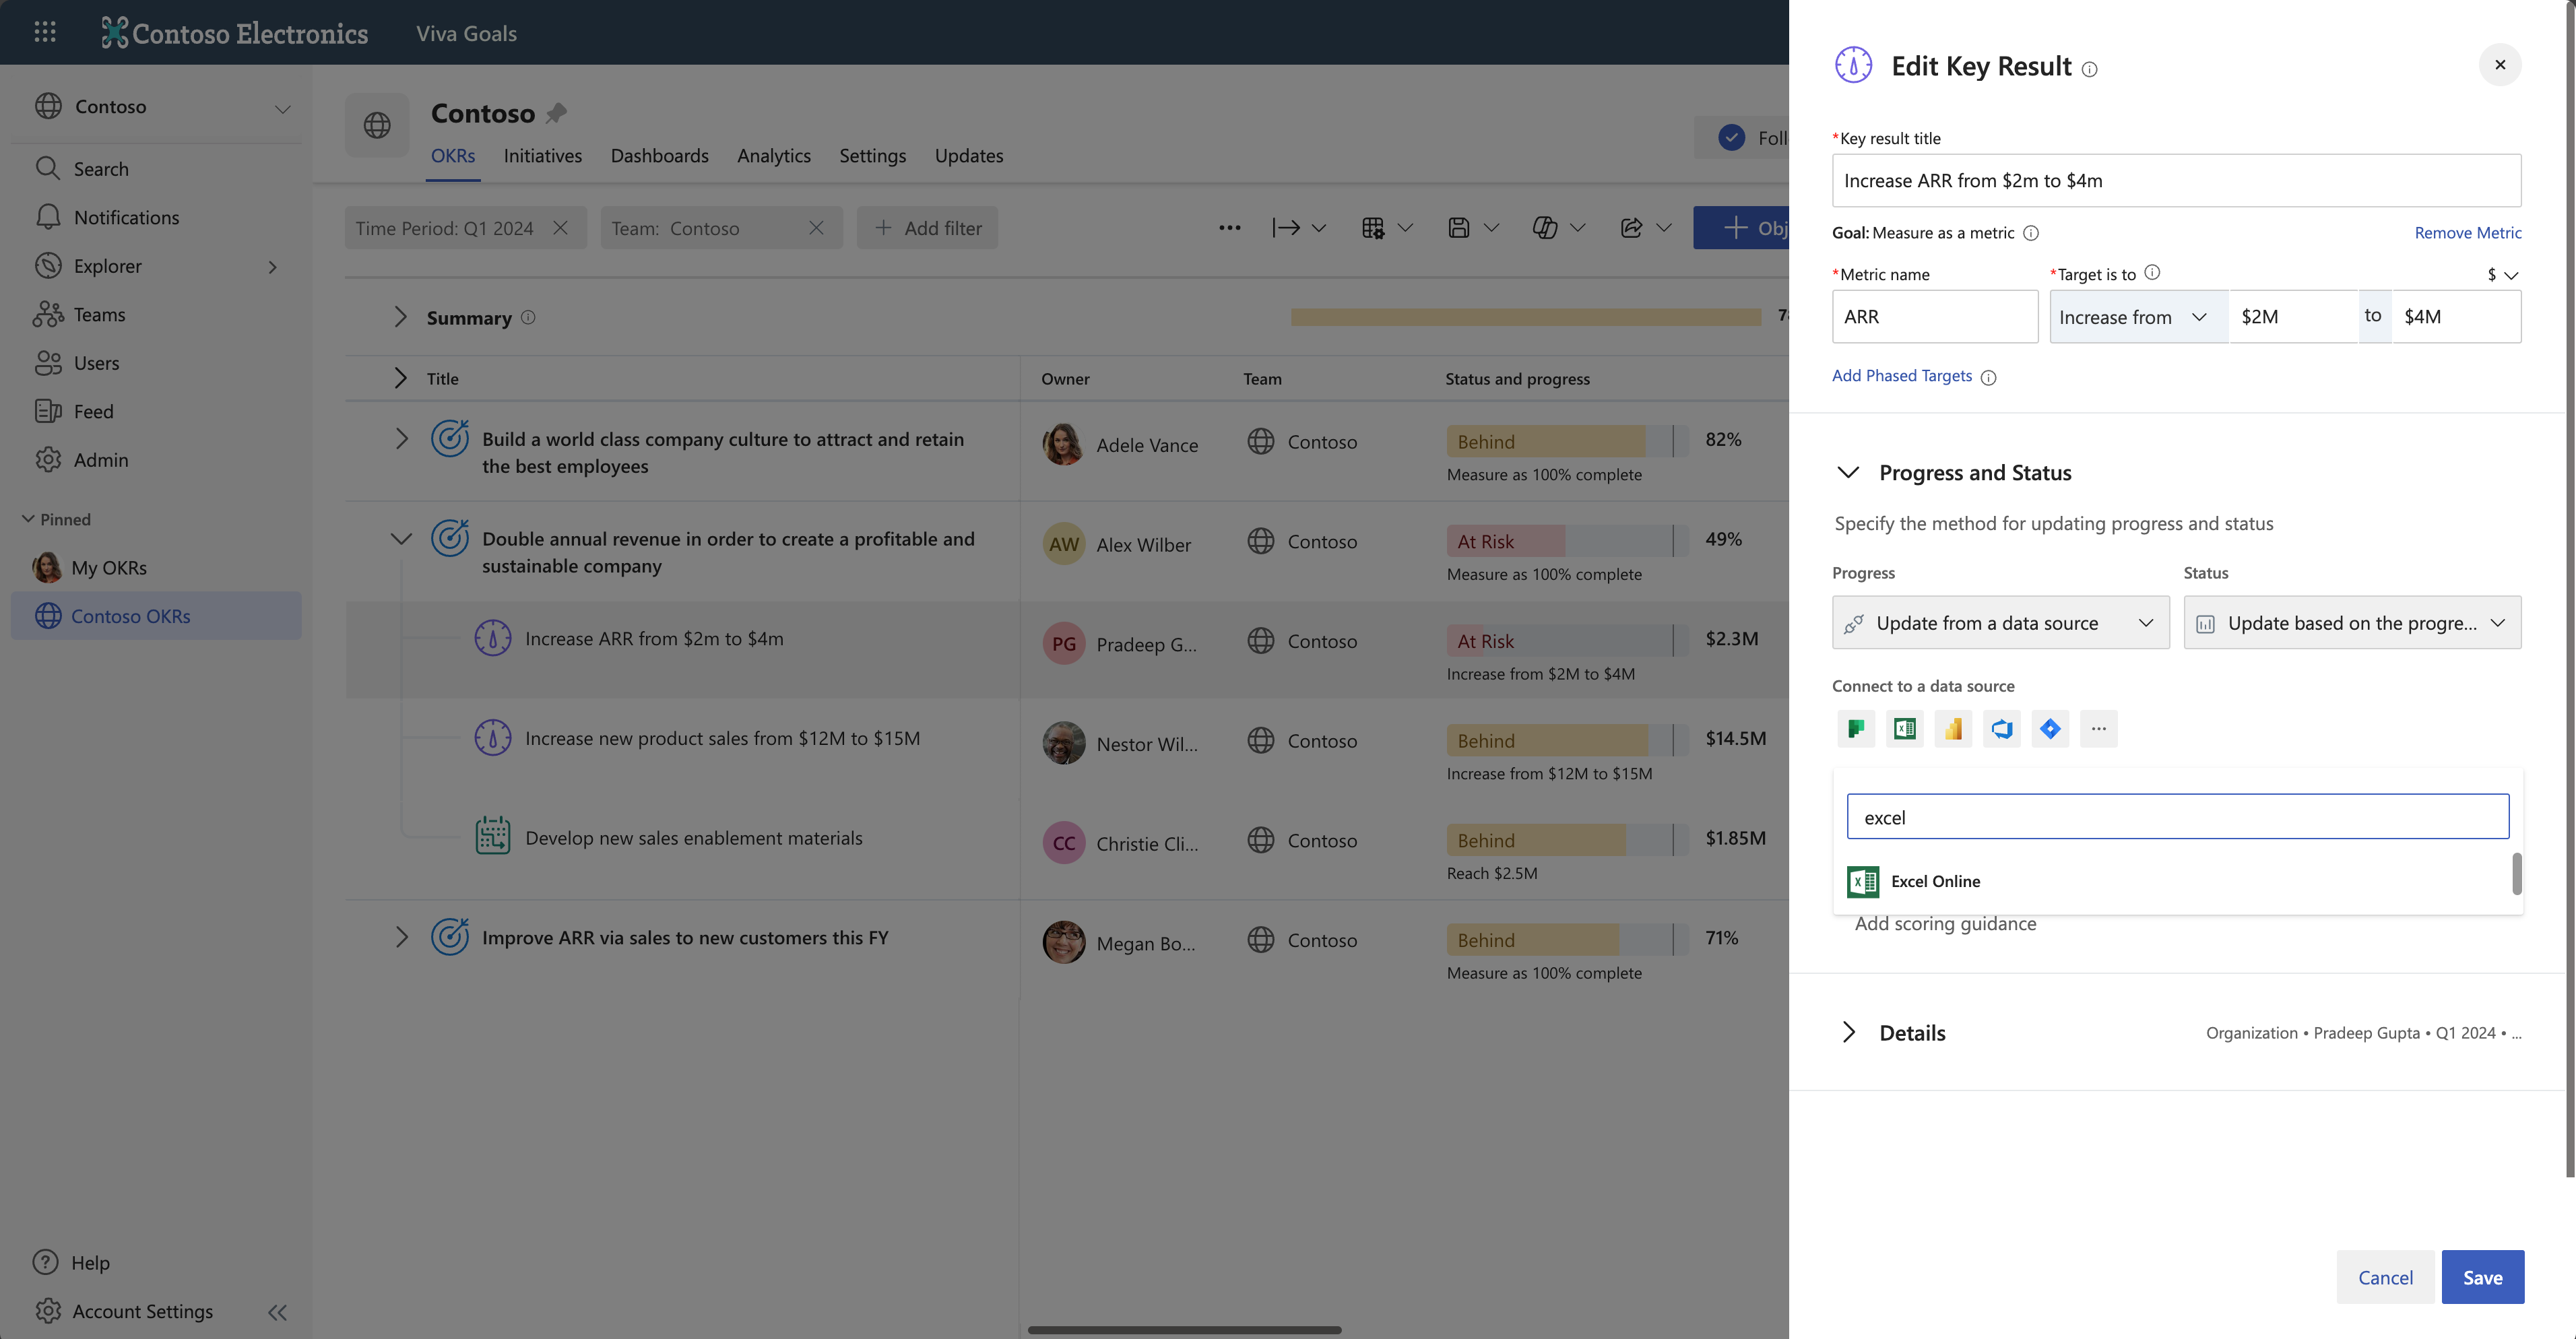 Contoso Electronics
Viva Goals
Contoso
Search
Notifications
Explorer
Teams
Users
Feed
Admin
Pinned
My OKRs
Contoso OKRs
Help
Account Settings
Contoso
OKRs Initiatives Dashboards Analytics Settings Updates
Time Period: Q1 2024
Team: Contoso
Add filter
Summary
Title Owner Team Status and progress
Build a world class company culture to attract and retain
the best employees
Adele Vance
Contoso
Behind
82%
Measure as 100% complete
Double annual revenue in order to create a profitable and
sustainable company
AW
Alex Wilber
Contoso
At Risk
49%
Measure as 100% complete
Increase ARR from $2m to $4m
PG
Pradeep G...
Contoso
At Risk
$2.3M
Increase from $2M to $4M
Increase new product sales from $12M to $15M
Nestor Wil...
Contoso
Behind
$14.5M
Increase from $12M to $15M
Develop new sales enablement materials
CC
Christie Cli...
Contoso
Behind
$1.85M
Reach $2.5M
Improve ARR via sales to new customers this FY
Megan Bo...
Contoso
Behind
71%
Measure as 100% complete
Edit Key Result
*Key result title
Increase ARR from $2m to $4m
Goal: Measure as a metric
Remove Metric
*Metric name
*Target is to
$
ARR
Increase from
$2M
to
$4M
Add Phased Targets
Progress and Status
Specify the method for updating progress and status
Progress
Status
Update from a data source
Update based on the progre...
Connect to a data source
excel
Excel Online
Add scoring guidance
Details
Organization • Pradeep Gupta • Q1 2024 • ...
Cancel
Save